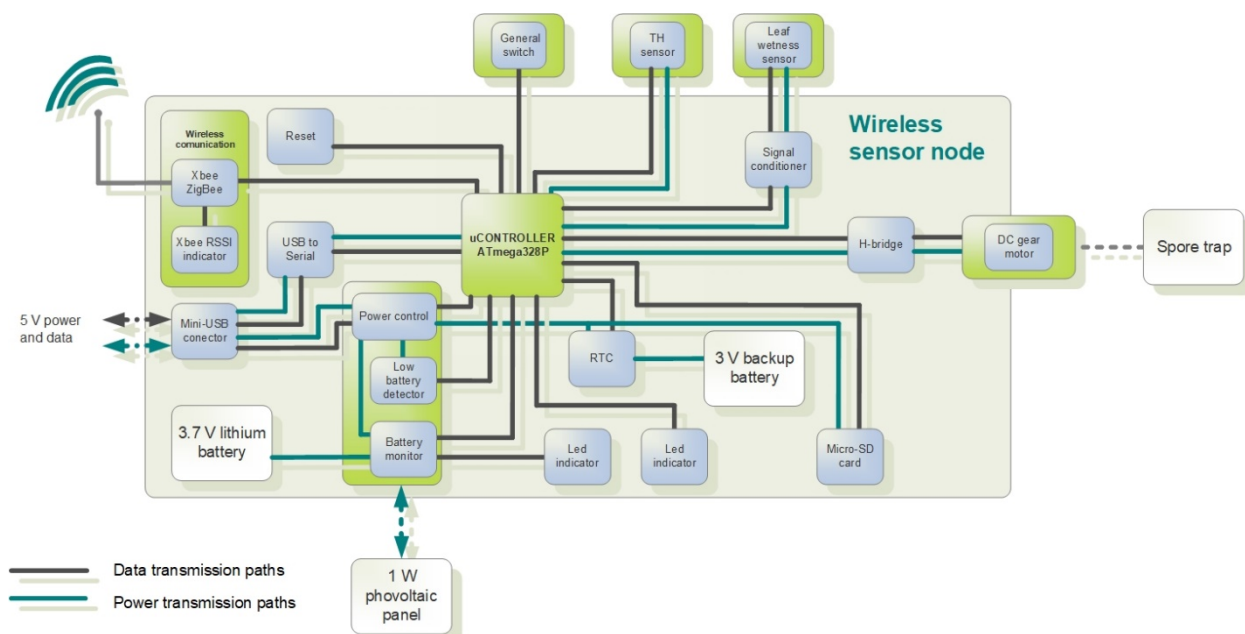 General
switch
TH
sensor
Leaf
wetness
sensor
Wireless
sensor node
Wireless
comunication
Reset
Xbee
ZigBee
Signal
conditioner
Xbee RSSI
indicator
USB to
Serial
uCONTROLLER
ATmega328P
H-bridge
DC gear
motor
Spore trap
5 V power
and data
Mini-USB
conector
Power control
Low
battery
detector
RTC
3 V backup
battery
3.7 V lithium
battery
Battery
monitor
Led
indicator
Led
indicator
Micro-SD
card
Data transmission paths
Power transmission paths
1 W
phovoltaic
panel